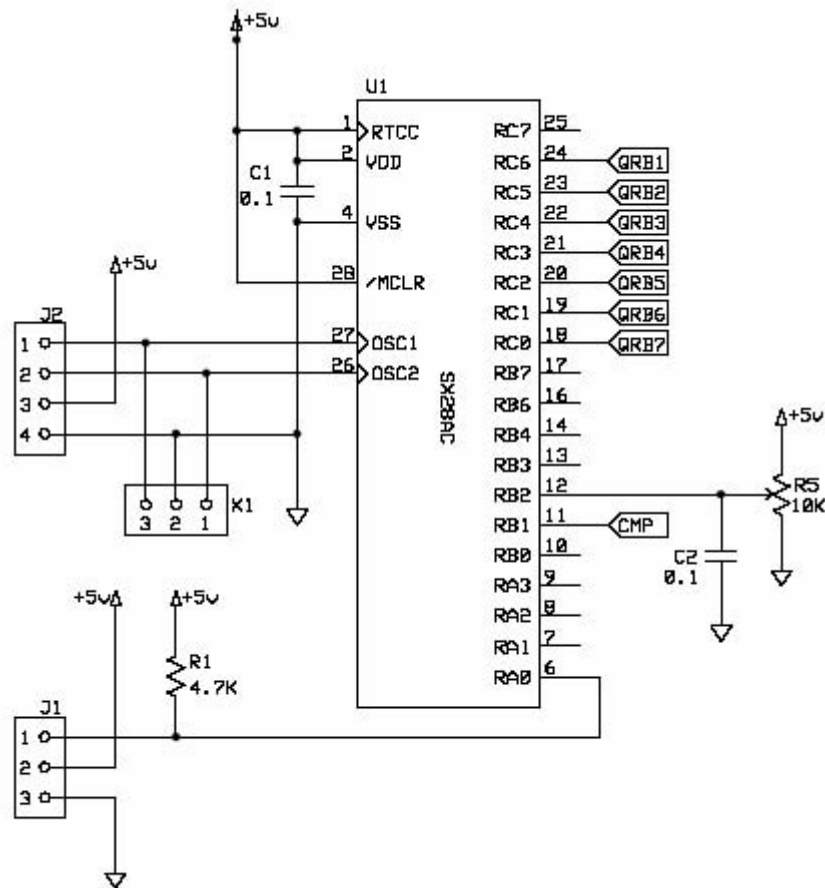 +5v
U1
1 RTCC
2 VDD
C1
0.1
4 VSS
28 /MCLR
+5v
J2
1
2
3
4
27 OSC1
26 OSC2
SX28AC
3 2 1
X1
RC7 25
RC6 24 QRB1
RC5 23 QRB2
RC4 22 QRB3
RC3 21 QRB4
RC2 20 QRB5
RC1 19 QRB6
RC0 18 QRB7
RB7 17
RB6 16
RB4 14
RB3 13
RB2 12
RB1 11 CMP
RB0 10
RA3 9
RA2 8
RA1 7
RA0 6
+5v
R5
10K
C2
0.1
+5v
+5v
R1
4.7K
J1
1
2
3